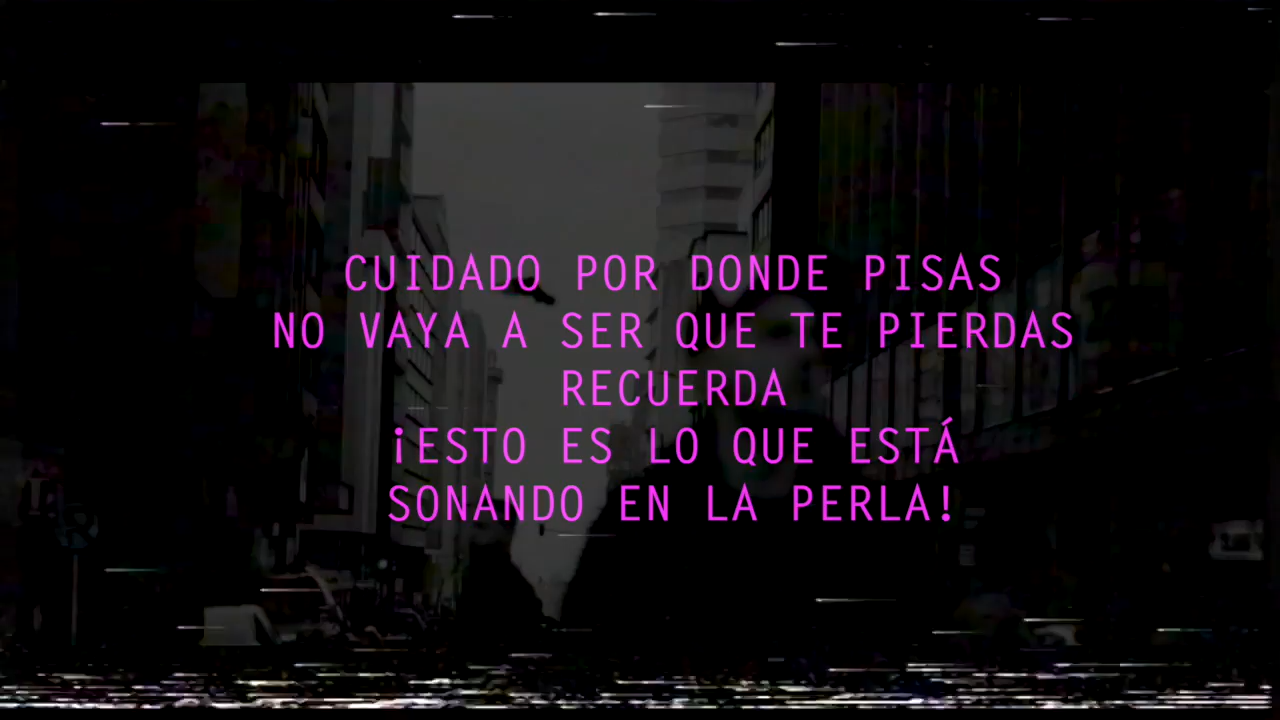 CUIDADO POR DONDE PISAS
NO VAYA A SER QUE TE PIERDAS
RECUERDA
¡ESTO ES LO QUE ESTÁ
SONANDO EN LA PERLA!